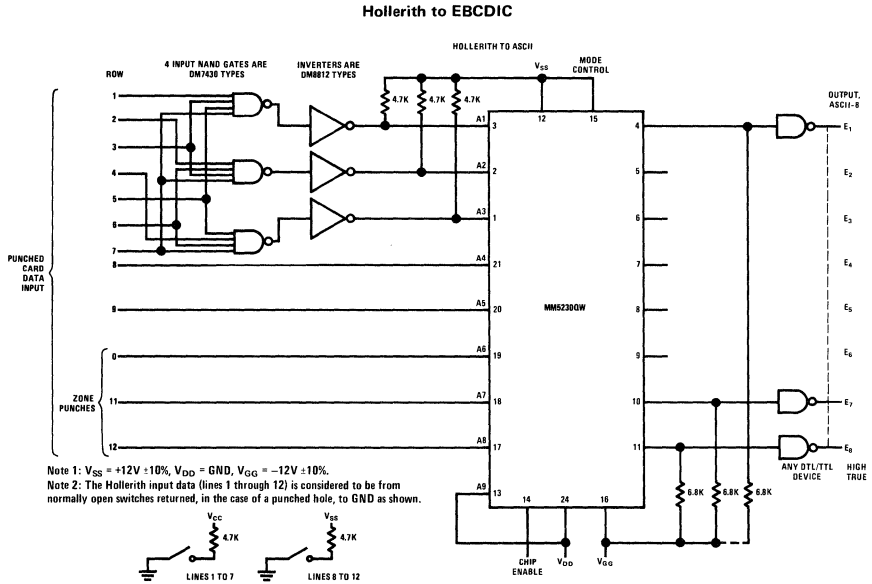 Hollerith to EBCDIC
HOLLERITH TO ASCII
4 INPUT NAND GATES ARE
DM7430 TYPES
INVERTERS ARE
DM8812 TYPES
ROW
VSS
MODE
CONTROL
4.7K
4.7K
4.7K
12
15
OUTPUT,
ASCII-8
1
A1
3
4
E1
2
A2
2
5
E2
3
A3
1
6
E3
4
5
6
7
8
A4
21
7
E4
PUNCHED
CARD
DATA
INPUT
9
A5
20
MM5230QW
8
E5
0
A6
19
9
E6
ZONE
PUNCHES
11
A7
18
10
E7
12
A8
17
11
E8
ANY DTL/TTL
DEVICE
HIGH
TRUE
A9
13
14
24
16
6.8K
6.8K
6.8K
CHIP
ENABLE
VDD
VGG
Note 1: VSS = +12V ±10%, VDD = GND, VGG = −12V ±10%.
Note 2: The Hollerith input data (lines 1 through 12) is considered to be from
normally open switches returned, in the case of a punched hole, to GND as shown.
VCC
4.7K
LINES 1 TO 7
VSS
4.7K
LINES 8 TO 12